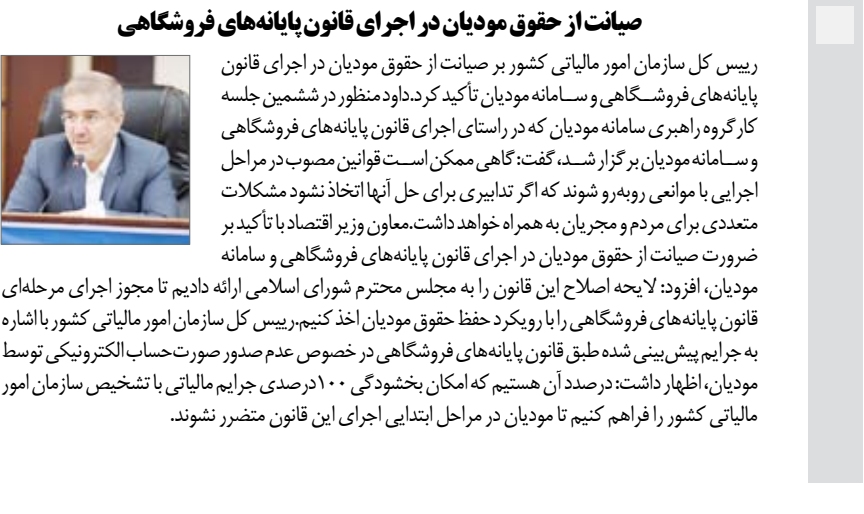 صیانت از حقوق مودیان در اجرای قانون پایانه‌های فروشگاهی
رییس کل سازمان امور مالیاتی کشور بر صیانت از حقوق مودیان در اجرای قانون
پایانه‌های فروشــگاهی و ســامانه مودیان تأکید کرد.داود منظور در ششمین جلسه
کارگروه راهبری سامانه مودیان که در راستای اجرای قانون پایانه‌های فروشگاهی
و ســامانه مودیان برگزار شــد، گفت: گاهی ممکن اســت قوانین مصوب در مراحل
اجرایی با موانعی روبه‌رو شوند که اگر تدابیری برای حل آنها اتخاذ نشود مشکلات
متعددی برای مردم و مجریان به همراه خواهد داشت.معاون وزیر اقتصاد با تأکید بر
ضرورت صیانت از حقوق مودیان در اجرای قانون پایانه‌های فروشگاهی و سامانه
مودیان، افزود: لایحه اصلاح این قانون را به مجلس محترم شورای اسلامی ارائه دادیم تا مجوز اجرای مرحله‌ای
قانون پایانه‌های فروشگاهی را با رویکرد حفظ حقوق مودیان اخذ کنیم.رییس کل سازمان امور مالیاتی کشور با اشاره
به جرایم پیش‌بینی شده طبق قانون پایانه‌های فروشگاهی در خصوص عدم صدور صورت‌حساب الکترونیکی توسط
مودیان، اظهار داشت: درصدد آن هستیم که امکان بخشودگی ۱۰۰درصدی جرایم مالیاتی با تشخیص سازمان امور
مالیاتی کشور را فراهم کنیم تا مودیان در مراحل ابتدایی اجرای این قانون متضرر نشوند.